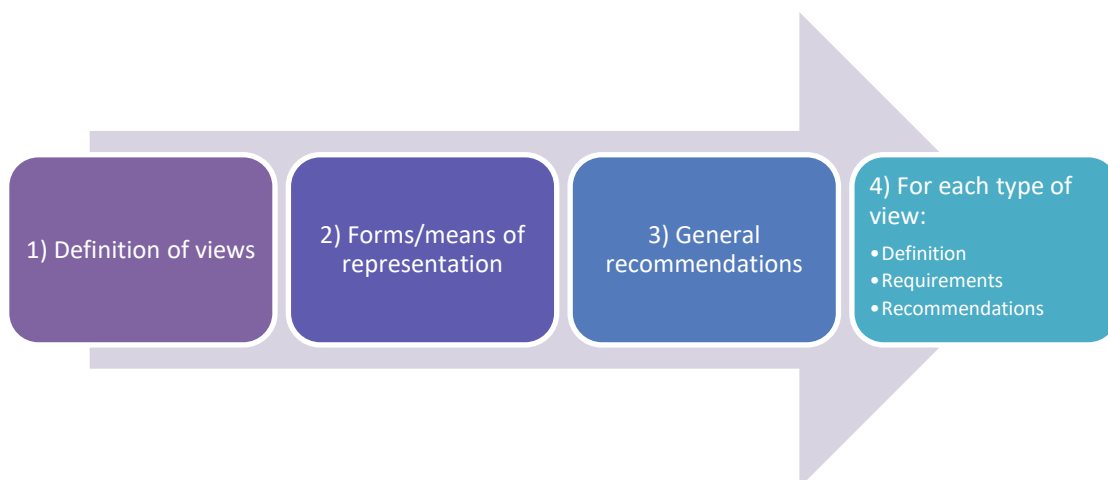 1) Definition of views
2) Forms/means of
representation
3) General
recommendations
4) For each type of
view:
•Definition
•Requirements
•Recommendations